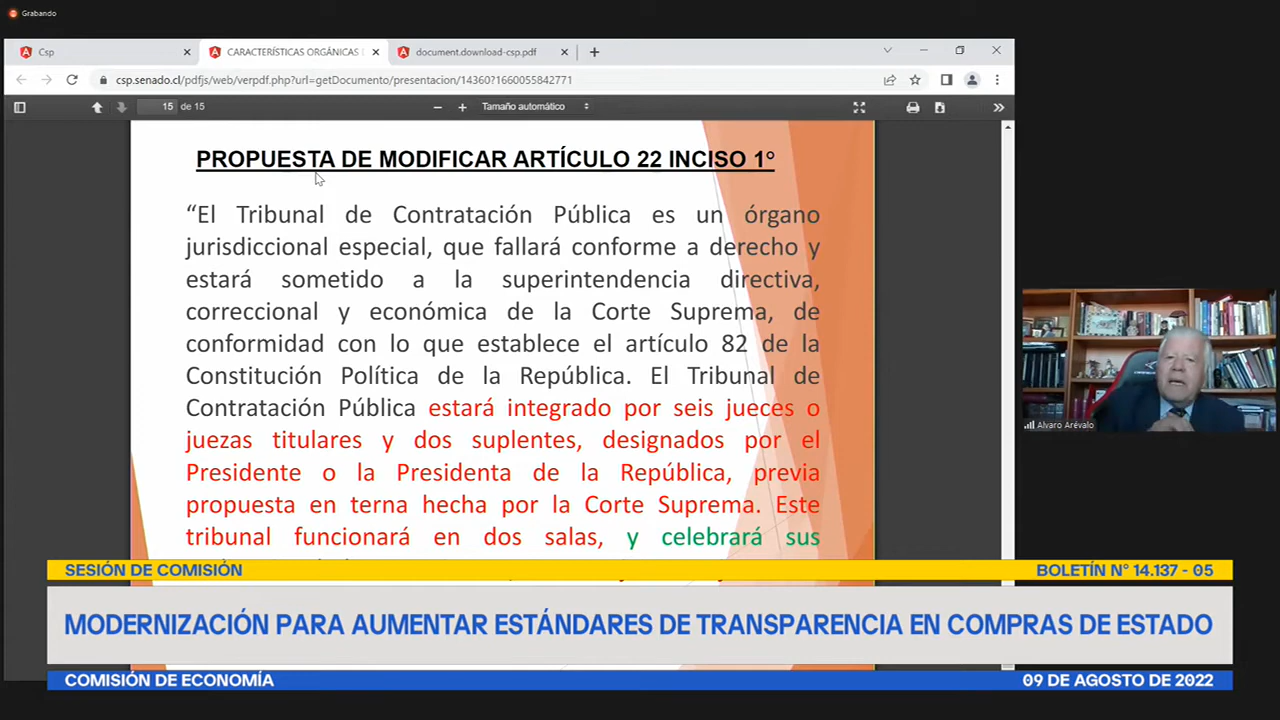 Grabando
Csp
CARACTERÍSTICAS ORGÁNICAS
document.download-csp.pdf
csp.senado.cl/pdfjs/web/verpdf.php?url=getDocumento/presentacion/14360?1660055842771
15 de 15
Tamaño automático
PROPUESTA DE MODIFICAR ARTÍCULO 22 INCISO 1°
“El Tribunal de Contratación Pública es un órgano
jurisdiccional especial, que fallará conforme a derecho y
estará sometido a la superintendencia directiva,
correccional y económica de la Corte Suprema, de
conformidad con lo que establece el artículo 82 de la
Constitución Política de la República. El Tribunal de
Contratación Pública estará integrado por seis jueces o
juezas titulares y dos suplentes, designados por el
Presidente o la Presidenta de la República, previa
propuesta en terna hecha por la Corte Suprema. Este
tribunal funcionará en dos salas, y celebrará sus
Alvaro Arévalo
SESIÓN DE COMISIÓN
BOLETÍN N° 14.137 - 05
MODERNIZACIÓN PARA AUMENTAR ESTÁNDARES DE TRANSPARENCIA EN COMPRAS DE ESTADO
COMISIÓN DE ECONOMÍA
09 DE AGOSTO DE 2022